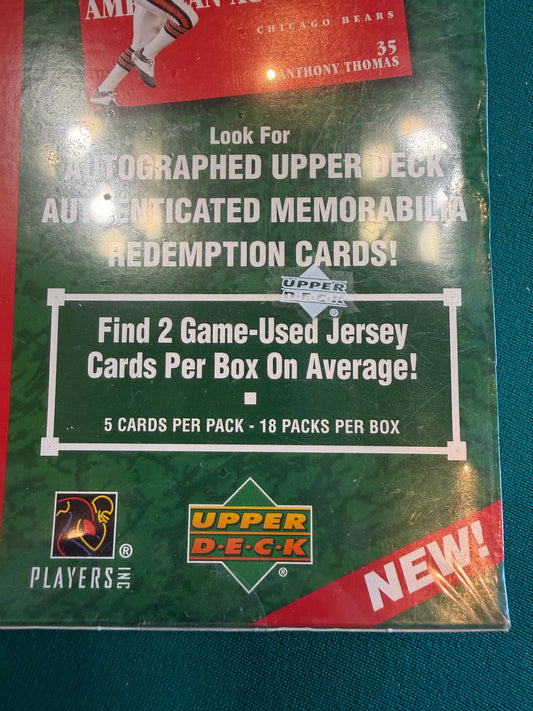 CHICAGO BEARS
35
ANTHONY THOMAS
Look For
AUTOGRAPHED UPPER DECK
AUTHENTICATED MEMORABILIA
REDEMPTION CARDS!
UPPER
DECK
®
Find 2 Game-Used Jersey
Cards Per Box On Average!
5 CARDS PER PACK - 18 PACKS PER BOX
PLAYERS INC ®
UPPER
D·E·C·K
®
NEW!